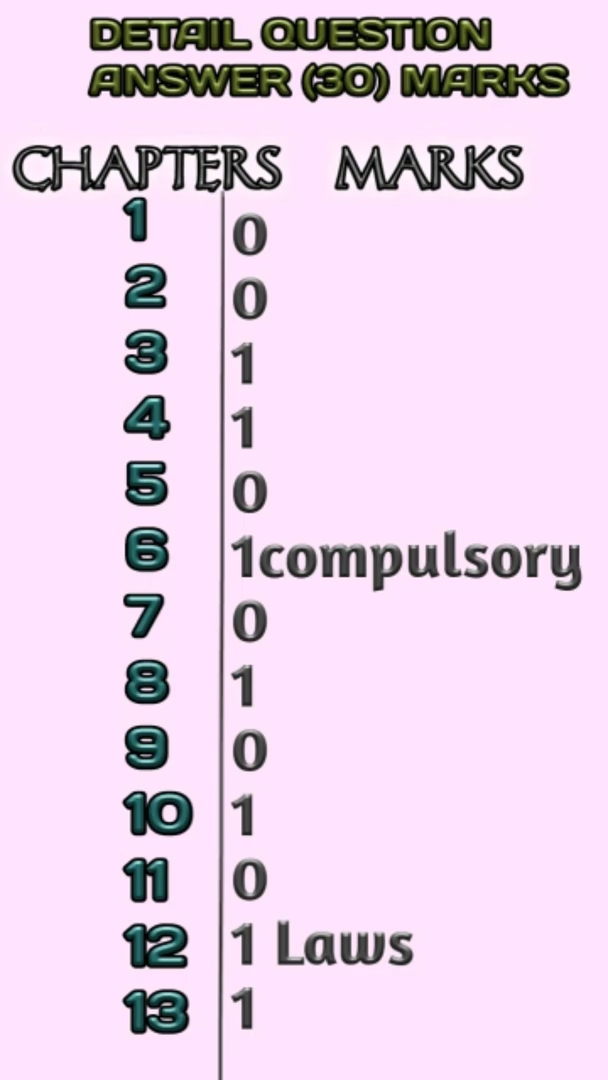 DETAIL QUESTION
ANSWER (30) MARKS
CHAPTERS MARKS
1 0
2 0
3 1
4 1
5 0
6 1compulsory
7 0
8 1
9 0
10 1
11 0
12 1 Laws
13 1